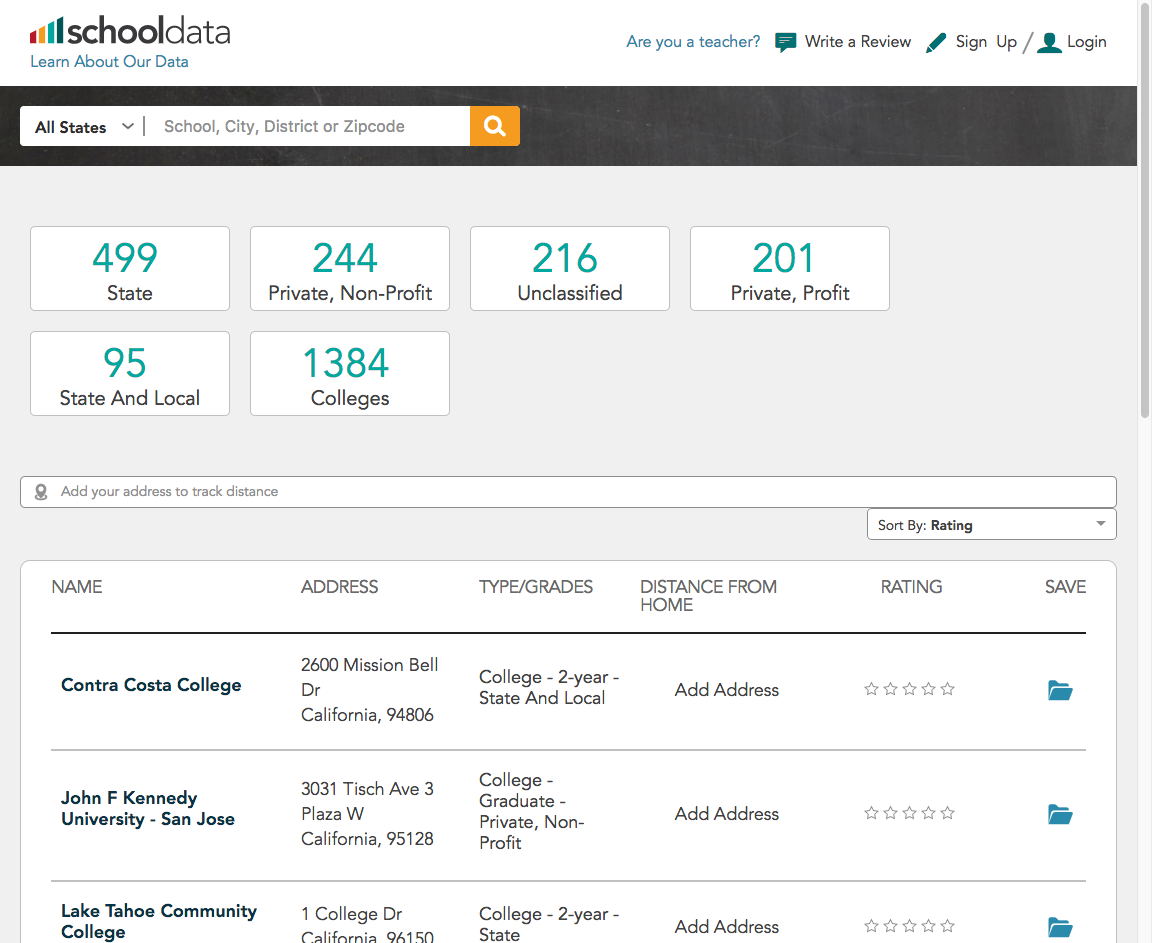 schooldata
Learn About Our Data
Are you a teacher?
Write a Review
Sign Up / Login
All States
School, City, District or Zipcode
499
State
244
Private, Non-Profit
216
Unclassified
201
Private, Profit
95
State And Local
1384
Colleges
Add your address to track distance
Sort By: Rating
NAME
ADDRESS
TYPE/GRADES
DISTANCE FROM
HOME
RATING
SAVE
Contra Costa College
2600 Mission Bell
Dr
California, 94806
College - 2-year -
State And Local
Add Address
John F Kennedy
University - San Jose
3031 Tisch Ave 3
Plaza W
California, 95128
College -
Graduate -
Private, Non-
Profit
Add Address
Lake Tahoe Community
College
1 College Dr
California, 96150
College - 2-year -
State
Add Address